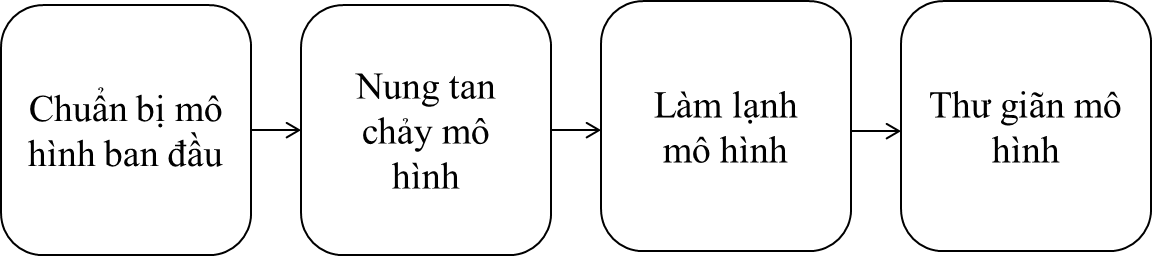 Chuẩn bị mô
hình ban đầu
Nung tan
chảy mô
hình
Làm lạnh
mô hình
Thư giãn mô
hình